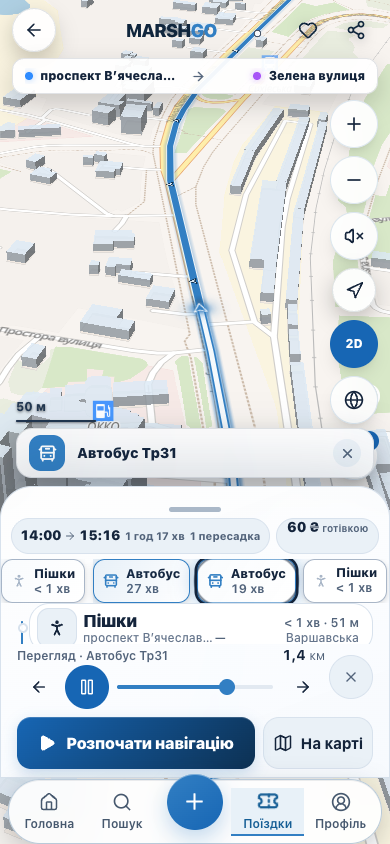 MARSHGO
проспект В’ячесла... → Зелена вулиця
2D
Простора вулиця
50 м
ОККО
Автобус Тр31
14:00 → 15:16 1 год 17 хв 1 пересадка
60 ₴ готівкою
Пішки
< 1 хв
Автобус
27 хв
Автобус
19 хв
Пішки
< 1 хв
Пішки
проспект В’ячеслав... —
< 1 хв · 51 м
Варшавська
Перегляд · Автобус Тр31
1,4 км
Розпочати навігацію
На карті
Головна
Пошук
Поїздки
Профіль